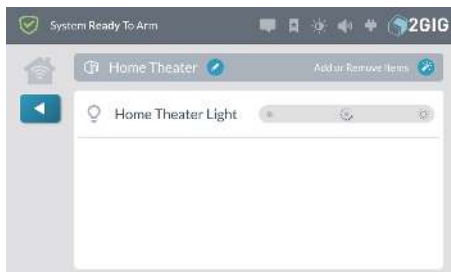 System Ready To Arm
2GIG
Home Theater
Add or Remove Items
Home Theater Light